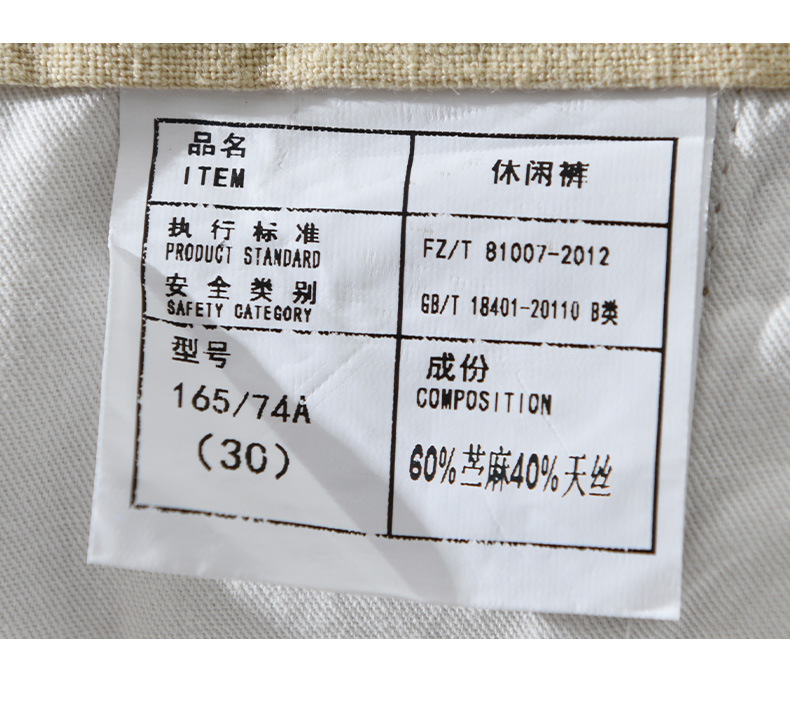 品名
ITEM
休闲裤
执行标准
PRODUCT STANDARD
FZ/T 81007-2012
安全类别
SAFETY CATEGORY
GB/T 18401-20110 B类
型号
165/74A
(30)
成份
COMPOSITION
60%苎麻40%天丝